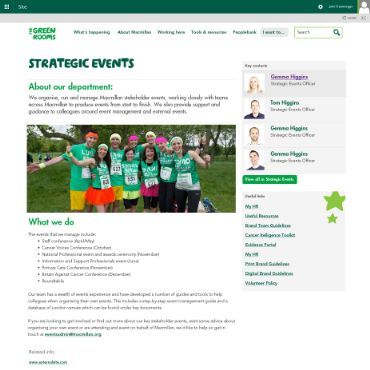 Site
THE GREEN ROOMS
What's happening
About Macmillan
Working here
Tools & resources
Peoplebank
I want to...
Search
STRATEGIC EVENTS
About our department:
We organise, run and manage Macmillan stakeholder events, working closely with teams
across Macmillan to produce events from start to finish. We also provide support and
guidance to colleagues around event management and external events.
What we do
The events that we manage include:
• Staff conference (April/May)
• Cancer Voices Conference (October)
• National Professional event and awards ceremony (November)
• Information and Support Professionals event (June)
• Primary Care Conference (November)
• Britain Against Cancer Conference (December)
• Roundtable
Our team has a wealth of events experience and have developed a number of guides and tools to help
colleagues when organising their own events. This includes a step by step event management guide and a
database of London venues which can be found under key documents.
If you are looking to get involved or find out more about our key stakeholder events, want some advice about
organising your own event or are attending and event on behalf of Macmillan, we'd like to help so get in
touch at
Related info:
www.externalsite.com
Key contacts
Gemma Higgins
Strategic Events Officer
Tom Higgins
Strategic Events Officer
Gemma Higgins
Strategic Events Officer
Gemma Higgins
Strategic Events Officer
View all in Strategic Events
Useful links
My HR
Useful Resources
Brand Team Guidelines
Cancer Intelligence Toolkit
Evidence Portal
My HR
Print Brand Guidelines
Digital Brand Guidelines
Volunteer Policy